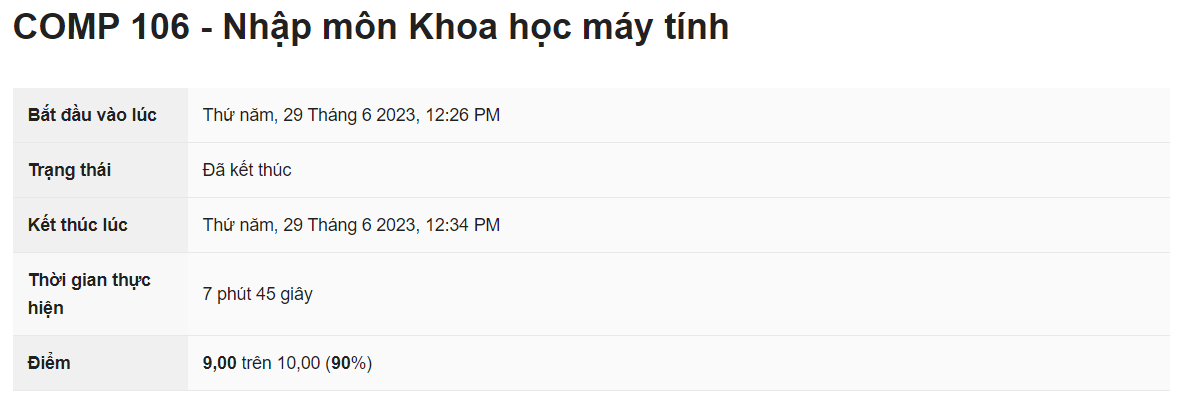 COMP 106 - Nhập môn Khoa học máy tính
Bắt đầu vào lúc Thứ năm, 29 Tháng 6 2023, 12:26 PM
Trạng thái Đã kết thúc
Kết thúc lúc Thứ năm, 29 Tháng 6 2023, 12:34 PM
Thời gian thực
hiện
7 phút 45 giây
Điểm 9,00 trên 10,00 (90%)